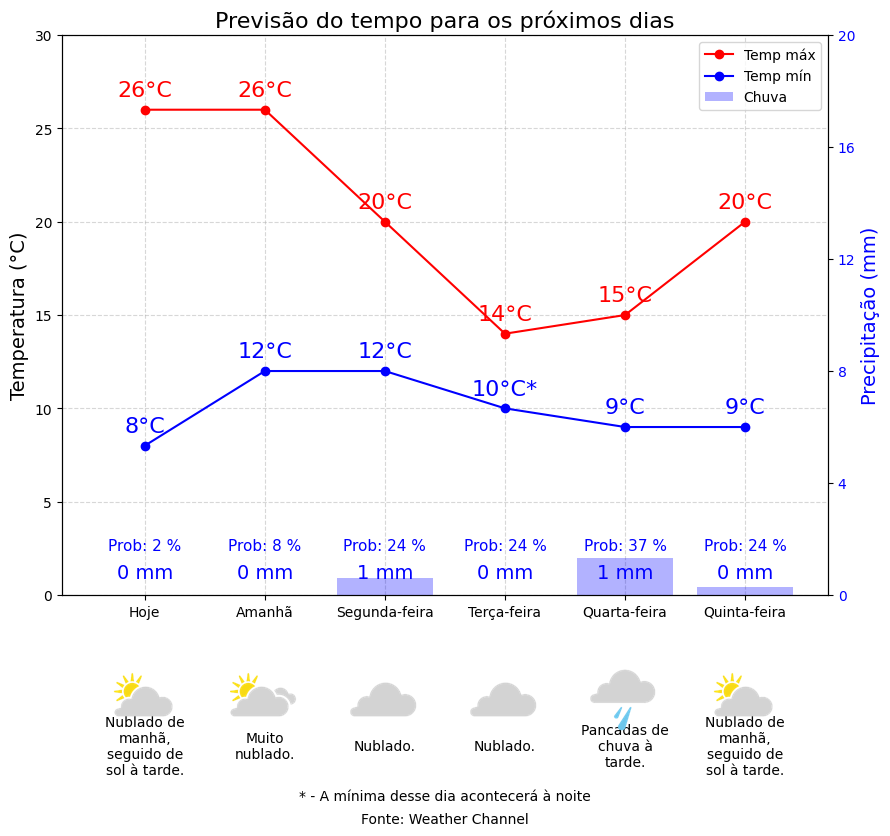 Previsão do tempo para os próximos dias
Temp máx
Temp mín
Chuva
Temperatura (°C)
Precipitação (mm)
30
25
20
15
10
5
0
20
16
12
8
4
0
26°C 26°C 20°C 14°C 15°C 20°C
8°C 12°C 12°C 10°C* 9°C 9°C
Prob: 2 % Prob: 8 % Prob: 24 % Prob: 24 % Prob: 37 % Prob: 24 %
0 mm 0 mm 1 mm 0 mm 1 mm 0 mm
Hoje Amanhã Segunda-feira Terça-feira Quarta-feira Quinta-feira
Nublado de
manhã,
seguido de
sol à tarde.
Muito
nublado.
Nublado.
Nublado.
Pancadas de
chuva à
tarde.
Nublado de
manhã,
seguido de
sol à tarde.
* - A mínima desse dia acontecerá à noite
Fonte: Weather Channel